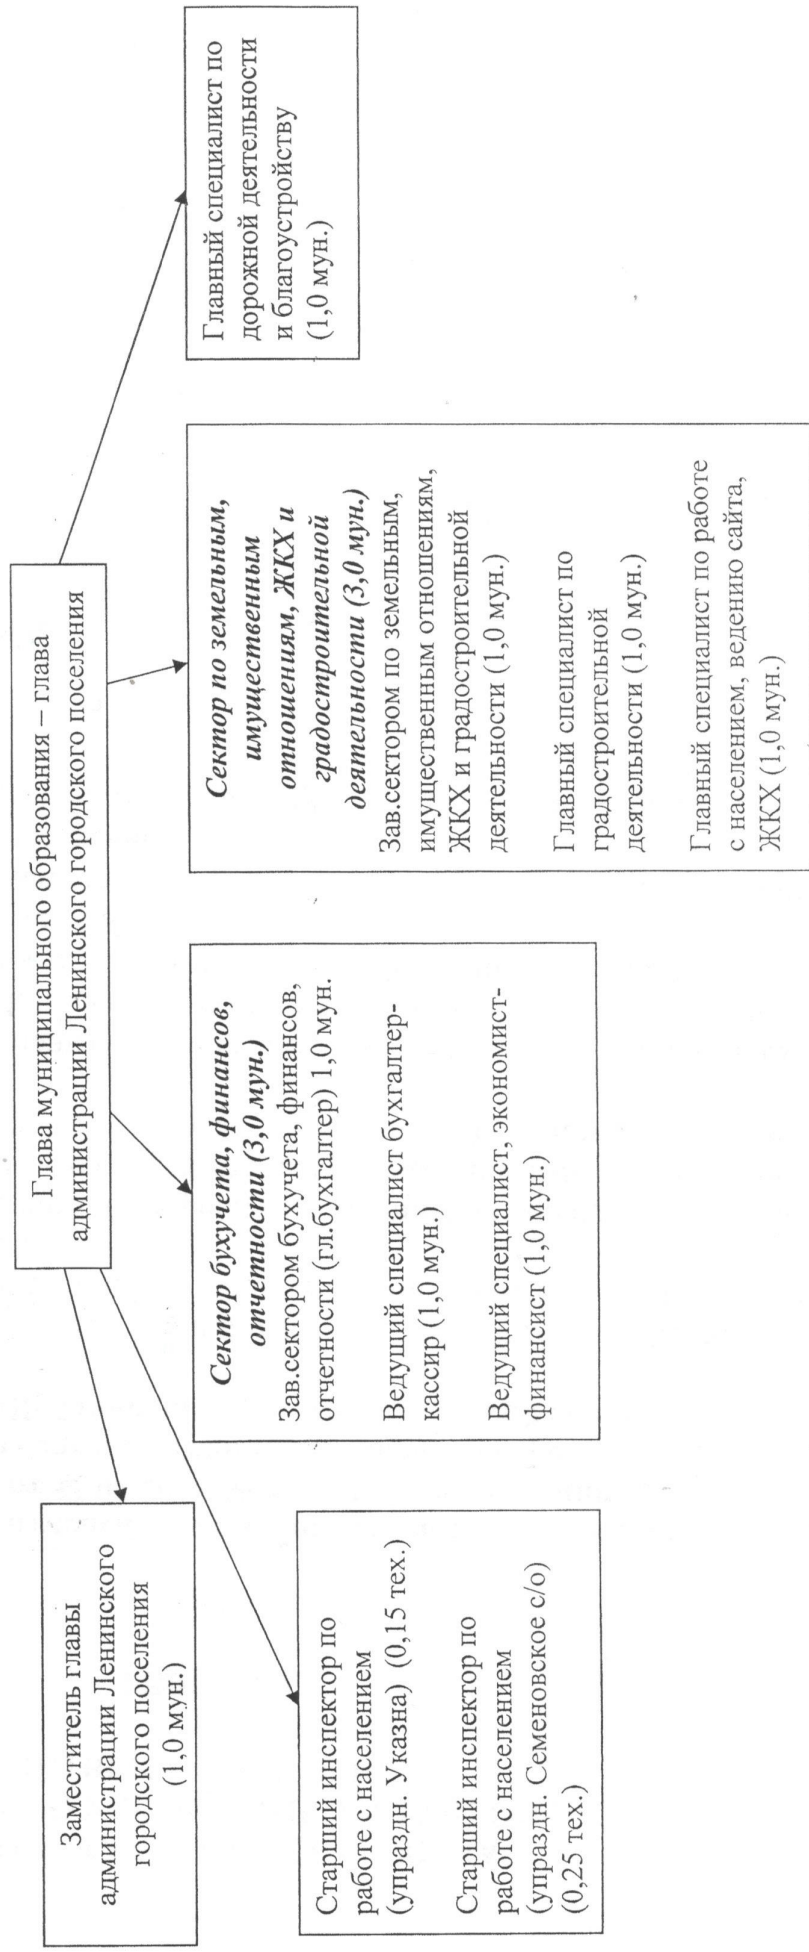 Глава муниципального образования – глава
администрации Ленинского городского поселения
Заместитель главы
администрации Ленинского
городского поселения
(1,0 мун.)
Старший инспектор по
работе с населением
(упраздн. Указна) (0,15 тех.)
Старший инспектор по
работе с населением
(упраздн. Семеновское с/о)
(0,25 тех.)
Сектор бухучета, финансов,
отчетности (3,0 мун.)
Зав.сектором бухучета, финансов,
отчетности (гл.бухгалтер) 1,0 мун.
Ведущий специалист бухгалтер-
кассир (1,0 мун.)
Ведущий специалист, экономист-
финансист (1,0 мун.)
Сектор по земельным,
имущественным
отношениям, ЖКХ и
градостроительной
деятельности (3,0 мун.)
Зав.сектором по земельным,
имущественным отношениям,
ЖКХ и градостроительной
деятельности (1,0 мун.)
Главный специалист по
градостроительной
деятельности (1,0 мун.)
Главный специалист по работе
с населением, ведению сайта,
ЖКХ (1,0 мун.)
Главный специалист по
дорожной деятельности
и благоустройству
(1,0 мун.)